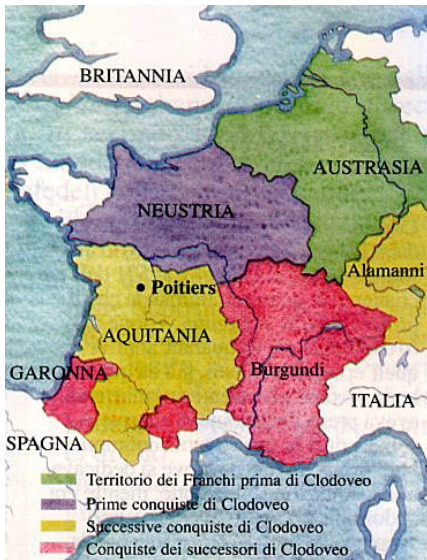 BRITANNIA
AUSTRASIA
NEUSTRIA
Alamanni
Poitiers
AQUITANIA
GARONNA
Burgundi
ITALIA
SPAGNA
Territorio dei Franchi prima di Clodoveo
Prime conquiste di Clodoveo
Successive conquiste di Clodoveo
Conquiste dei successori di Clodoveo